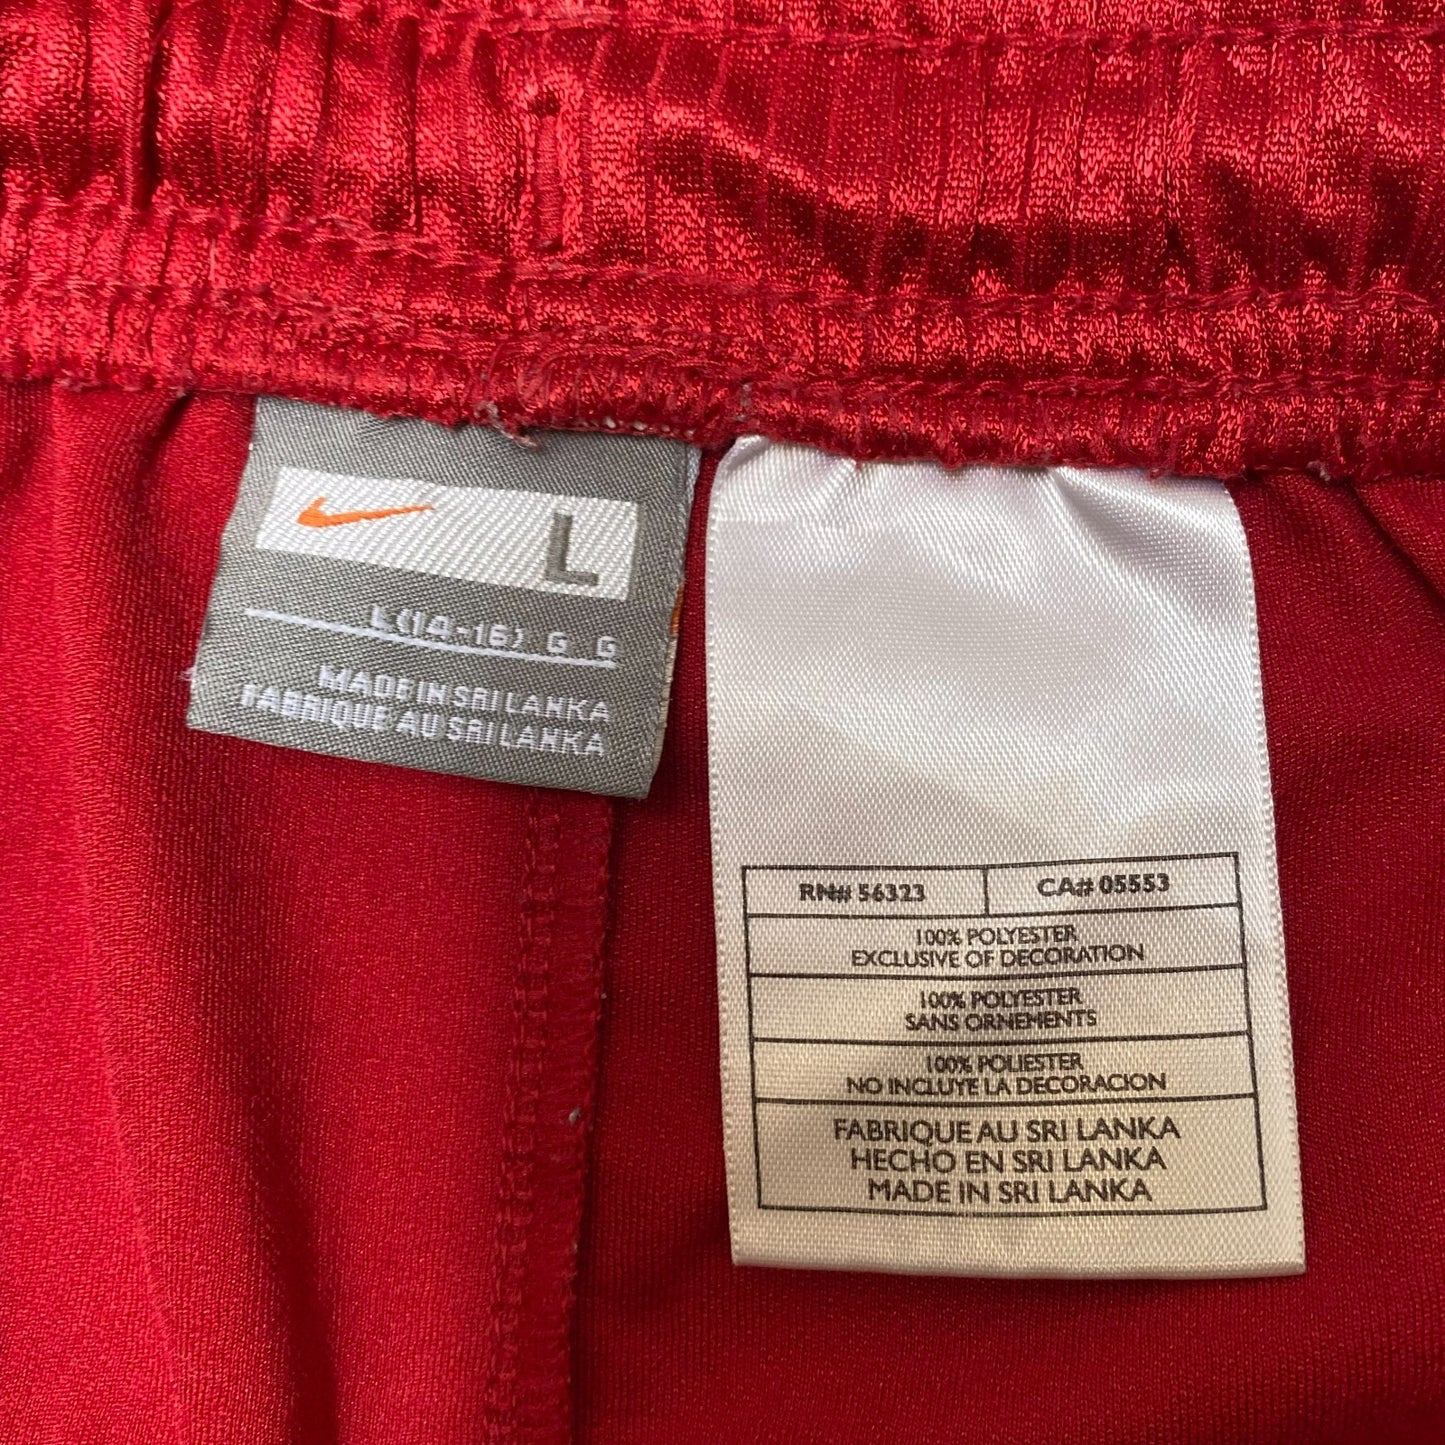 L
L (14-16) G G
MADE IN SRI LANKA
FABRIQUE AU SRI LANKA
RN# 56323 CA# 05553
100% POLYESTER
EXCLUSIVE OF DECORATION
100% POLYESTER
SANS ORNEMENTS
100% POLIESTER
NO INCLUYE LA DECORACION
FABRIQUE AU SRI LANKA
HECHO EN SRI LANKA
MADE IN SRI LANKA